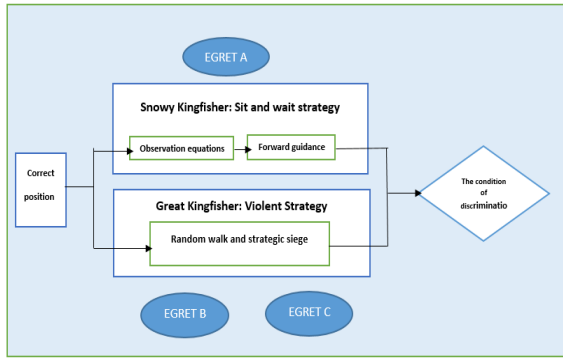 EGRET A
Snowy Kingfisher: Sit and wait strategy
Observation equations
Forward guidance
Correct
position
The condition
of
discriminatio
Great Kingfisher: Violent Strategy
Random walk and strategic siege
EGRET B
EGRET C